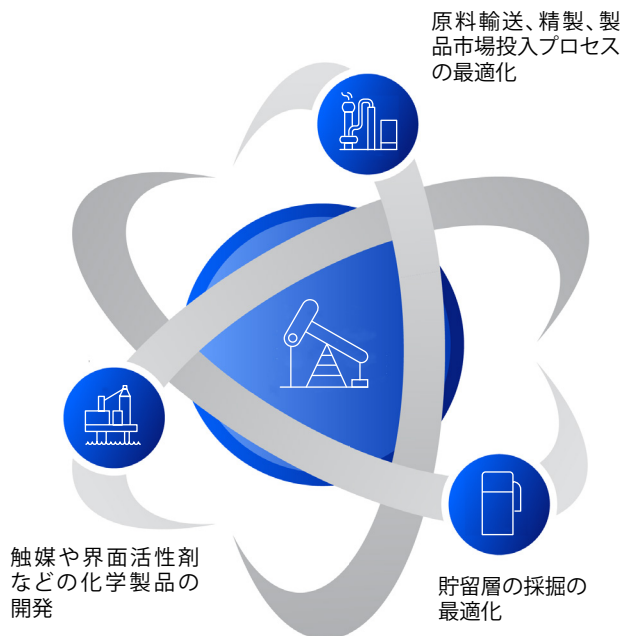 原料輸送、精製、製
品市場投入プロセス
の最適化
触媒や界面活性剤
などの化学製品の
開発
貯留層の採掘の
最適化